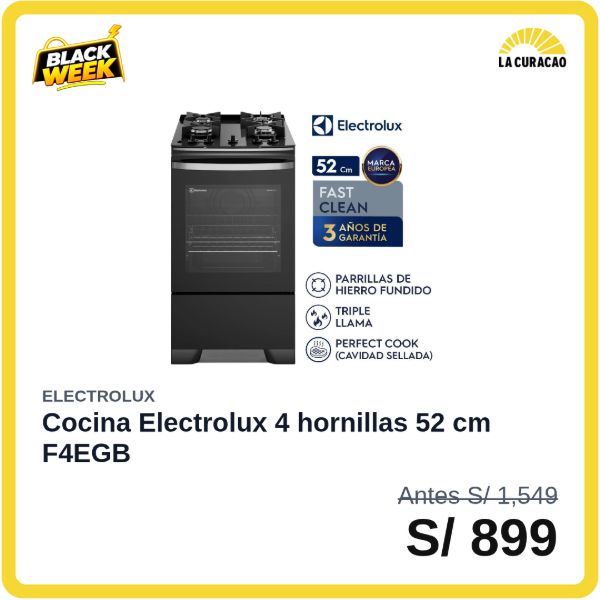 BLACK
WEEK
LA CURACAO
Electrolux
52 Cm
MARCA
EUROPEA
FAST
CLEAN
3 AÑOS DE
GARANTÍA
PARRILLAS DE
HIERRO FUNDIDO
TRIPLE
LLAMA
PERFECT COOK
(CAVIDAD SELLADA)
Electrolux
ELECTROLUX
Cocina Electrolux 4 hornillas 52 cm
F4EGB
Antes S/ 1,549
S/ 899